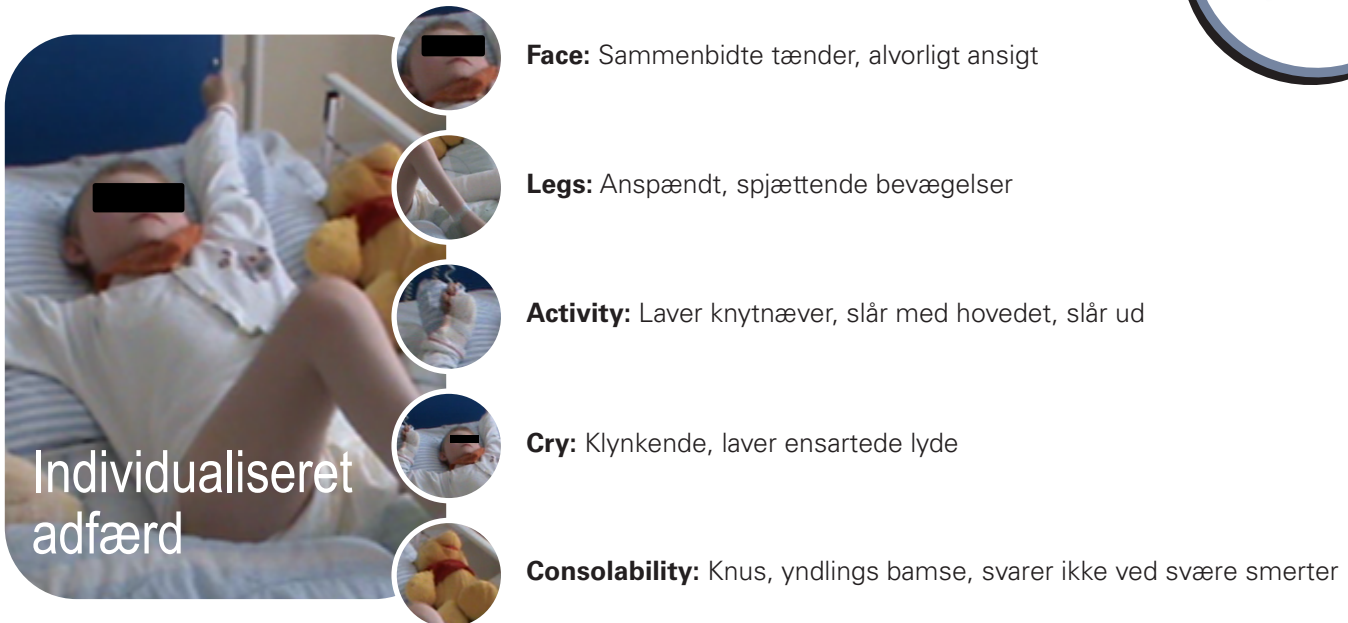 Face: Sammenbidte tænder, alvorligt ansigt
Legs: Anspændt, spjættende bevægelser
Activity: Laver knytnæver, slår med hovedet, slår ud
Cry: Klynkende, laver ensartede lyde
Consolability: Knus, yndlings bamse, svarer ikke ved svære smerter
Individualiseret
adfærd